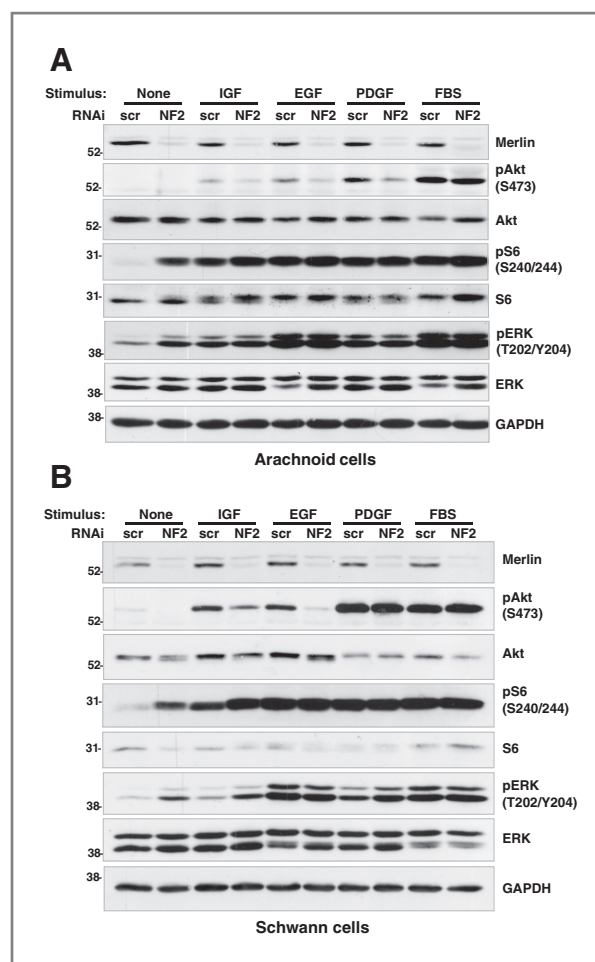 A
Stimulus: None IGF EGF PDGF FBS
RNAi scr NF2 scr NF2 scr NF2 scr NF2 scr NF2
52- Merlin
pAkt
52- (S473)
52- Akt
31- pS6
(S240/244)
31- S6
pERK
38- (T202/Y204)
38- ERK
38- GAPDH
Arachnoid cells
B
Stimulus: None IGF EGF PDGF FBS
RNAi scr NF2 scr NF2 scr NF2 scr NF2 scr NF2
52- Merlin
pAkt
52- (S473)
52- Akt
31- pS6
(S240/244)
31- S6
pERK
38- (T202/Y204)
38- ERK
38- GAPDH
Schwann cells